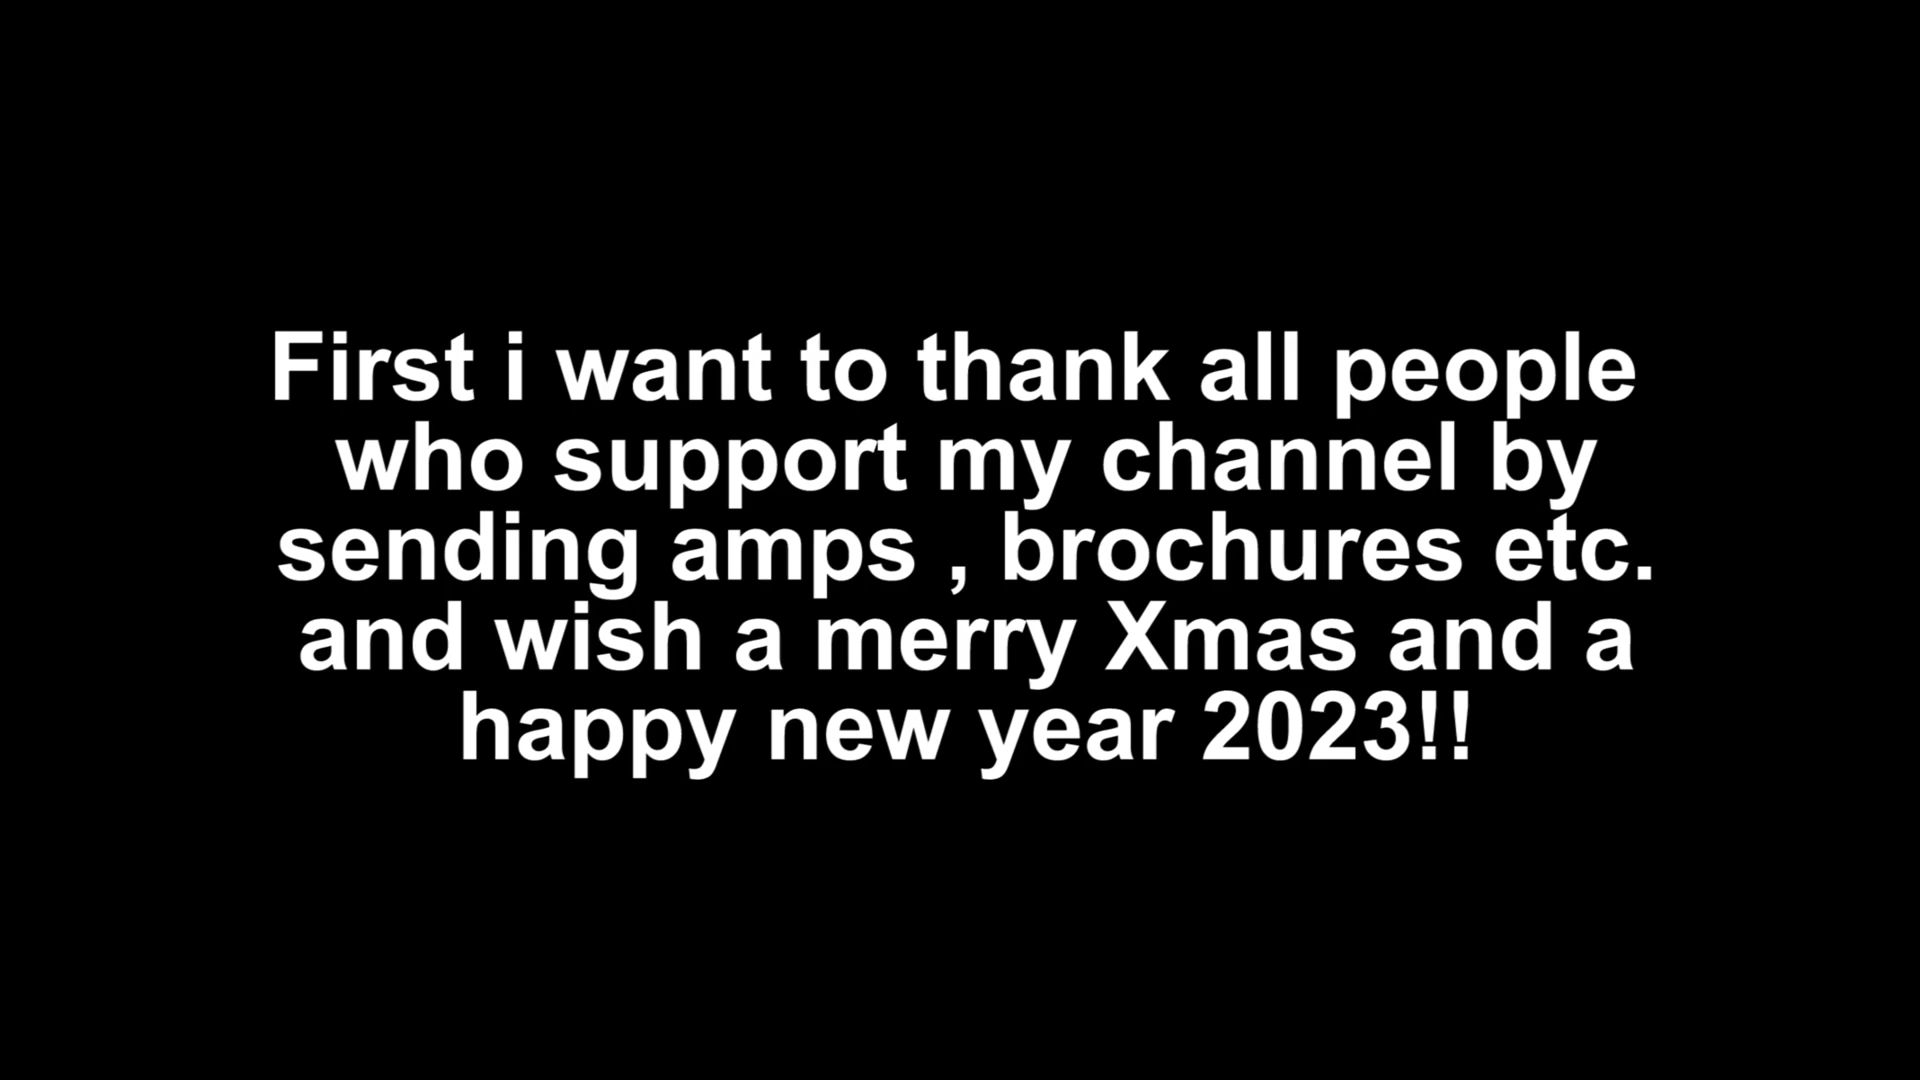 First i want to thank all people
who support my channel by
sending amps , brochures etc.
and wish a merry Xmas and a
happy new year 2023!!